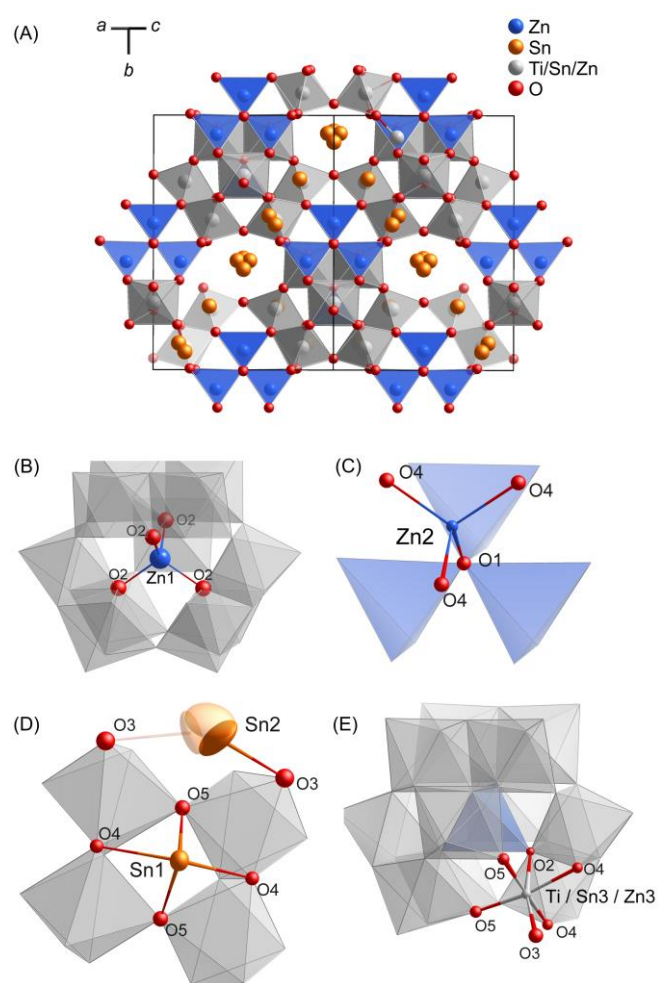 (A)
a c
b
Zn
Sn
Ti/Sn/Zn
O
(B)
O2
O2
Zn1
O2 O2
(C)
O4
O4
Zn2
O1
O4
(D)
O3
Sn2
O3
O5
O4
Sn1
O4
O5
(E)
O5 O2
O4
Ti / Sn3 / Zn3
O5
O4
O3